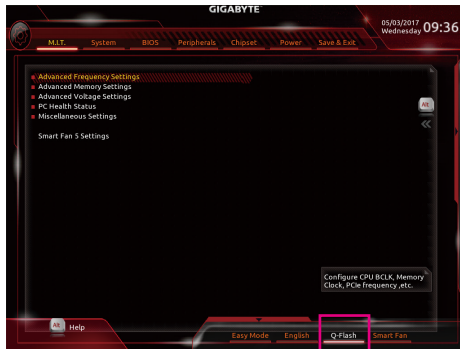 GIGABYTE
05/03/2017
Wednesday 09:36
M.I.T. System BIOS Peripherals Chipset Power Save & Exit
Advanced Frequency Settings
Advanced Memory Settings
Advanced Voltage Settings
PC Health Status
Miscellaneous Settings
Alt
Smart Fan 5 Settings
Configure CPU BCLK, Memory
Clock, PCIe frequency ,etc.
Alt Help
Easy Mode English Q-Flash Smart Fan